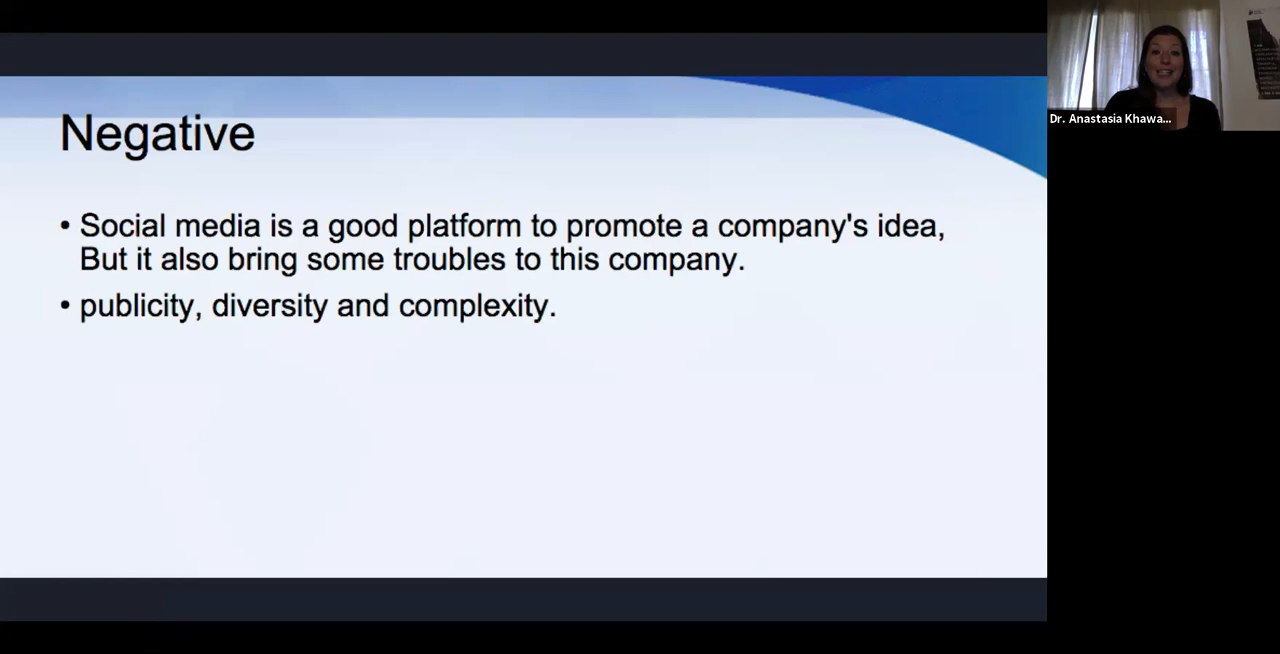 Negative
• Social media is a good platform to promote a company's idea,
But it also bring some troubles to this company.
• publicity, diversity and complexity.
Dr. Anastasia Khawa...